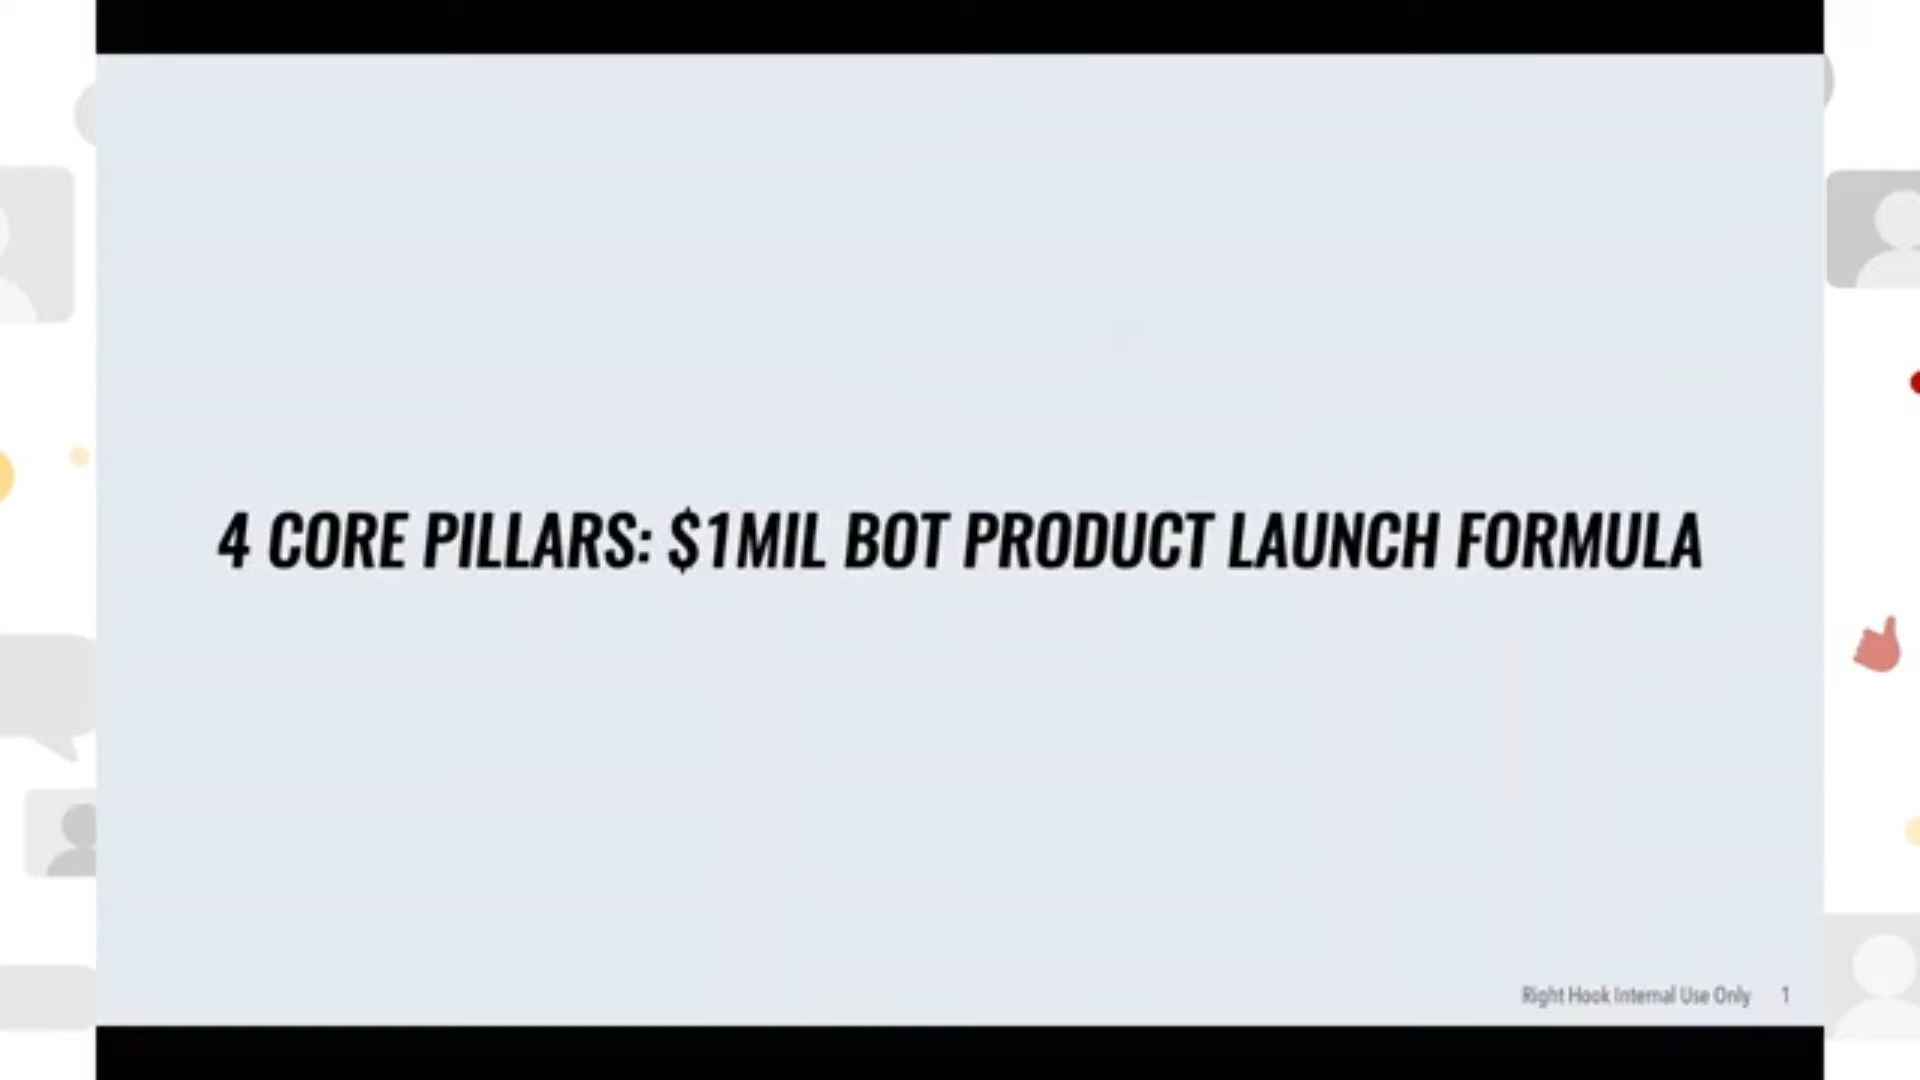 4 CORE PILLARS: $1MIL BOT PRODUCT LAUNCH FORMULA
Right Hook Internal Use Only 1